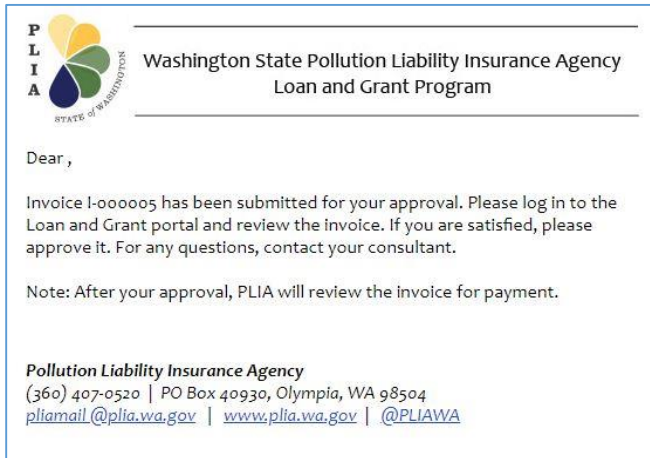 PLIA
STATE of WASHINGTON
Washington State Pollution Liability Insurance Agency
Loan and Grant Program
Dear ,
Invoice I-000005 has been submitted for your approval. Please log in to the
Loan and Grant portal and review the invoice. If you are satisfied, please
approve it. For any questions, contact your consultant.
Note: After your approval, PLIA will review the invoice for payment.
Pollution Liability Insurance Agency
(360) 407-0520 | PO Box 40930, Olympia, WA 98504
pliamail@plia.wa.gov | www.plia.wa.gov | @PLIAWA